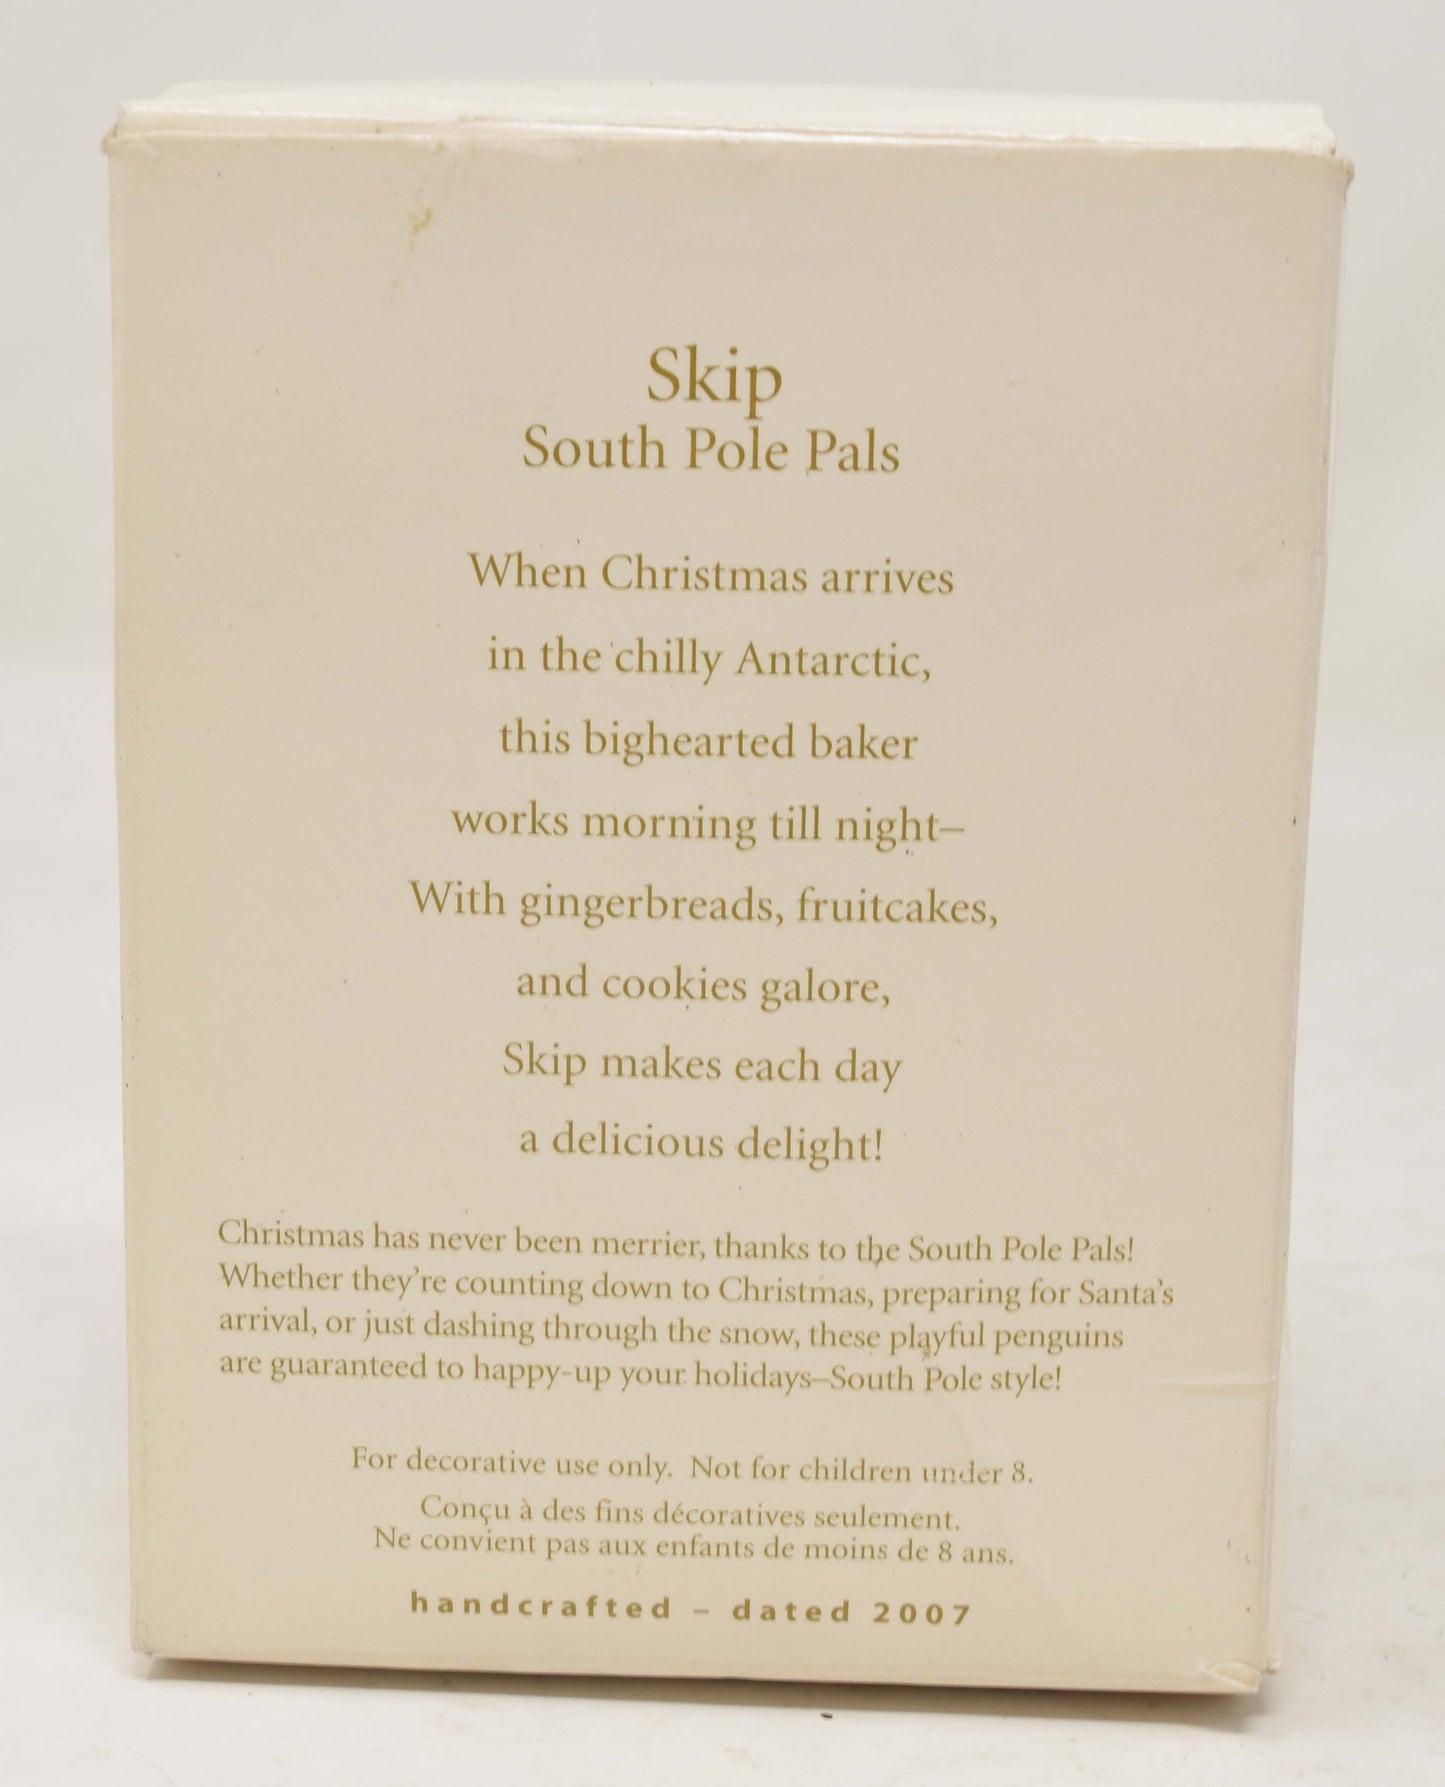 Skip
South Pole Pals
When Christmas arrives
in the chilly Antarctic,
this bighearted baker
works morning till night–
With gingerbreads, fruitcakes,
and cookies galore,
Skip makes each day
a delicious delight!
Christmas has never been merrier, thanks to the South Pole Pals!
Whether they're counting down to Christmas, preparing for Santa's
arrival, or just dashing through the snow, these playful penguins
are guaranteed to happy-up your holidays–South Pole style!
For decorative use only. Not for children under 8.
Conçu à des fins décoratives seulement.
Ne convient pas aux enfants de moins de 8 ans.
handcrafted – dated 2007